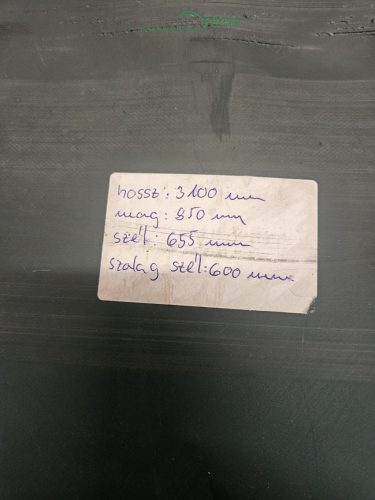 hossz: 3100 mm
mag: 850 mm
szél: 655 mm
szalag szél: 600 mm